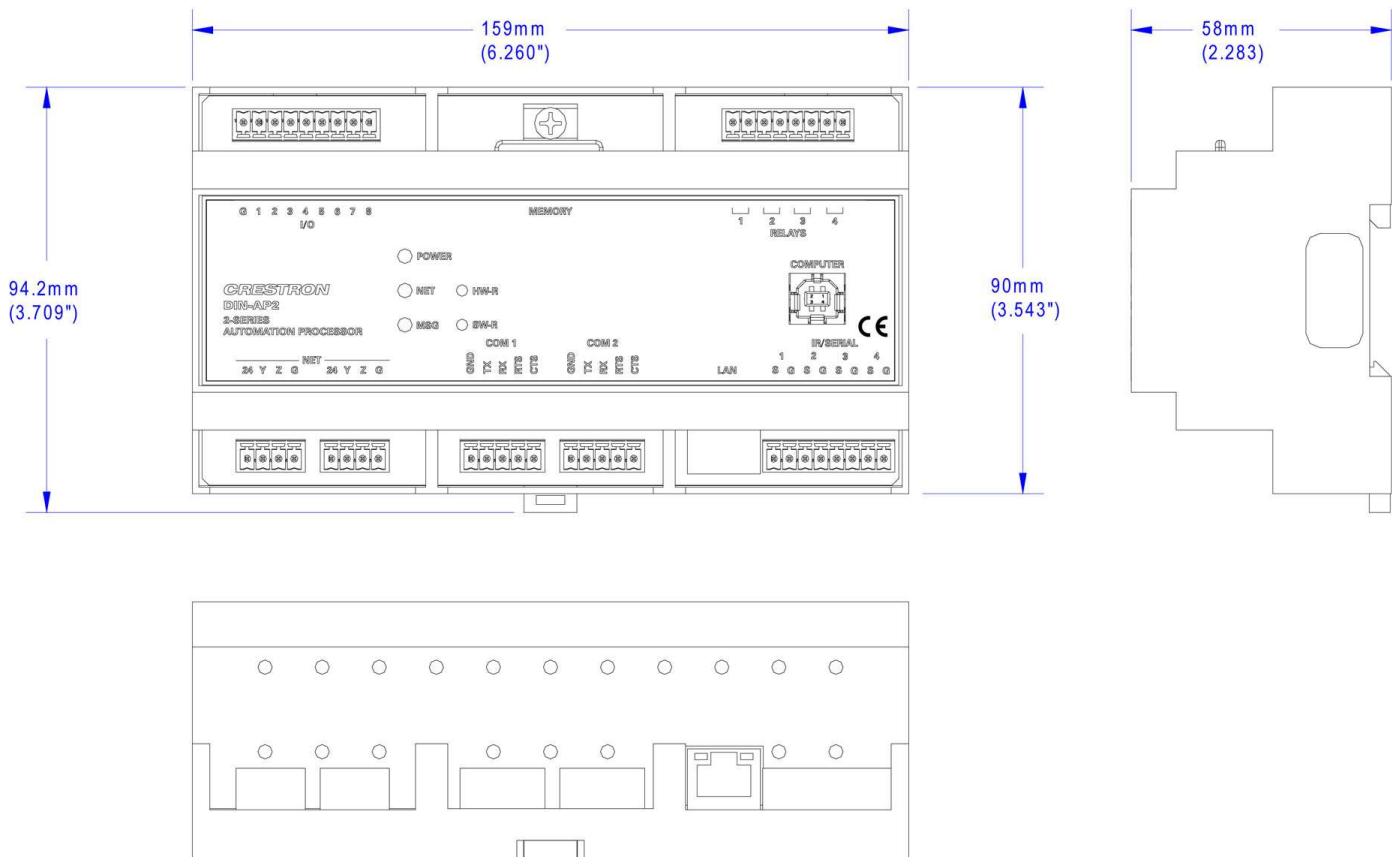 159mm
(6.260")
58mm
(2.283)
94.2mm
(3.709")
90mm
(3.543")
G 1 2 3 4 5 6 7 8
I/O
MEMORY
1 2 3 4
RELAYS
POWER
COMPUTER
CRESTRON
DIN-AP2
2-SERIES
AUTOMATION PROCESSOR
NET HW-R
MSG SW-R
CE
COM 1 COM 2
GND TX RX RTS CTS GND TX RX RTS CTS
IR/SERIAL
1 2 3 4
NET
24 Y Z G 24 Y Z G
LAN
S G S G S G S G